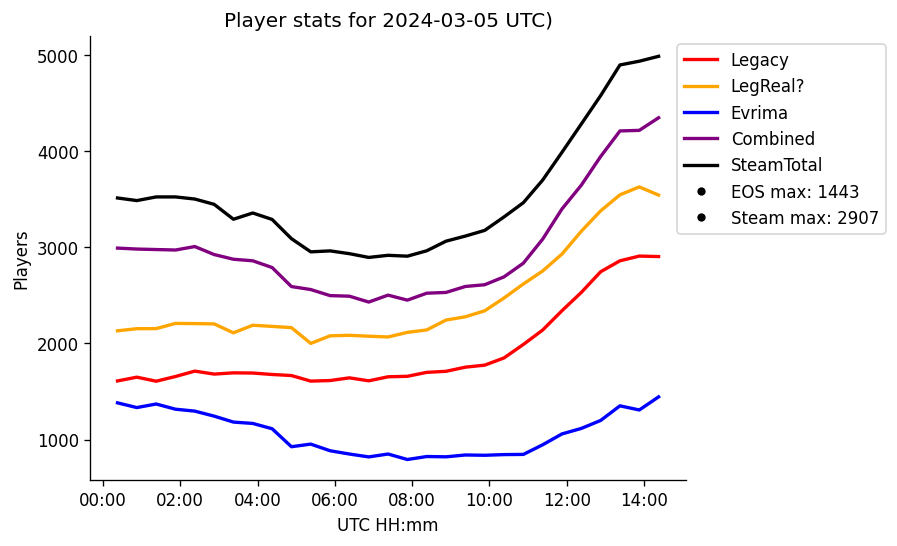 Player stats for 2024-03-05 UTC)
5000
4000
3000
2000
1000
Players
00:00 02:00 04:00 06:00 08:00 10:00 12:00 14:00
UTC HH:mm
Legacy
LegReal?
Evrima
Combined
SteamTotal
EOS max: 1443
Steam max: 2907